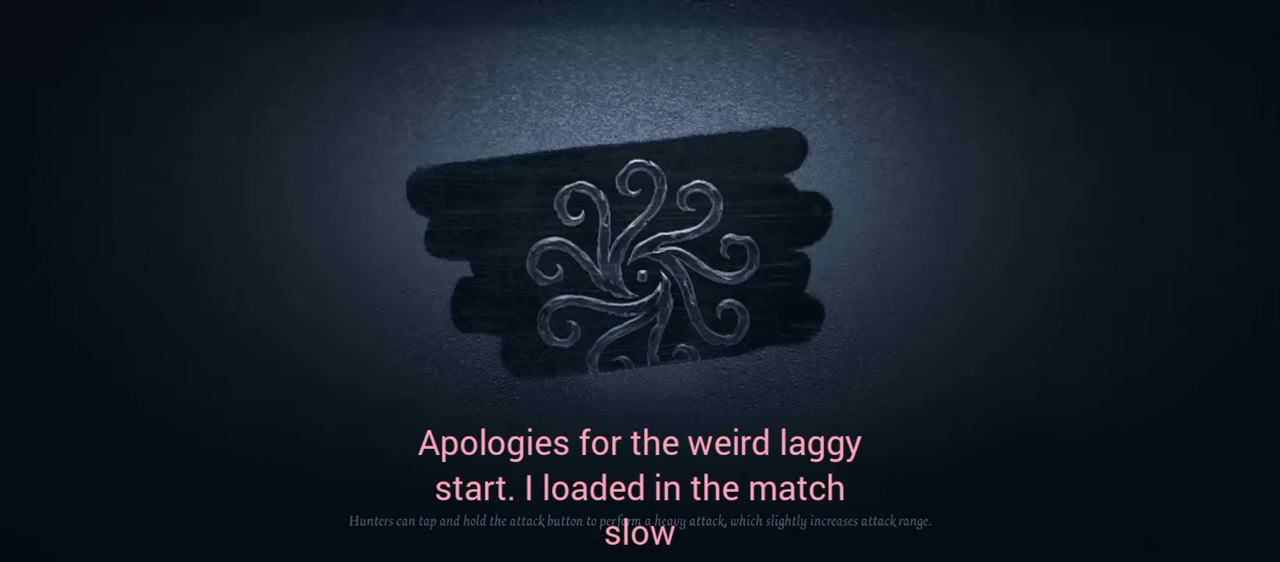 Apologies for the weird laggy
start. I loaded in the match
Hunters can tap and hold the attack button to perform a heavy attack, which slightly increases attack range.
slow